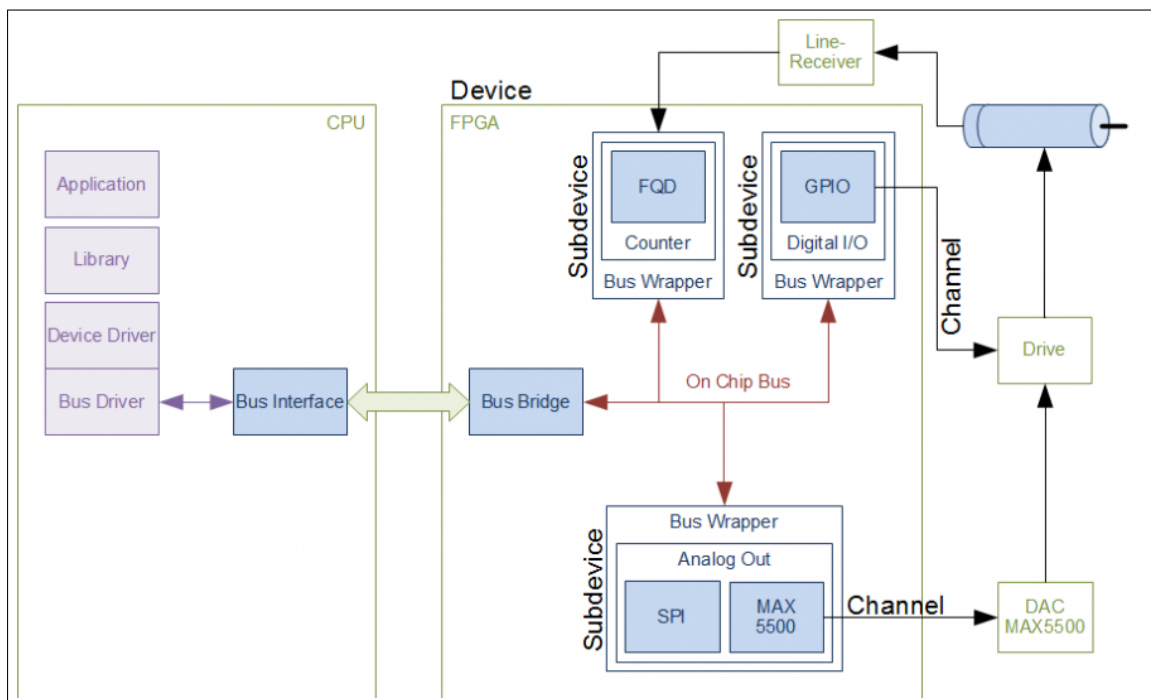 Line-
Receiver
Device
CPU
FPGA
Application
Library
Device Driver
Bus Driver
Bus Interface
Bus Bridge
Subdevice
FQD
Counter
Bus Wrapper
Subdevice
GPIO
Digital I/O
Bus Wrapper
Channel
Drive
On Chip Bus
Subdevice
Bus Wrapper
Analog Out
SPI
MAX
5500
Channel
DAC
MAX5500